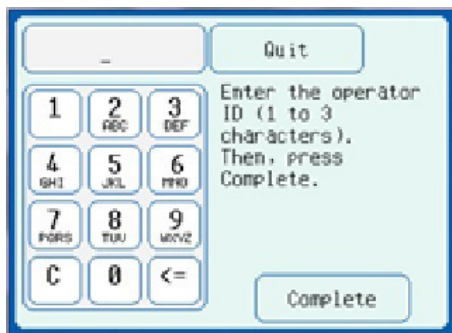 _
Quit
1
2
ABC
3
DEF
4
GHI
5
JKL
6
MNO
7
PQRS
8
TUV
9
WXYZ
C
0
<=
Enter the operator
ID (1 to 3
characters).
Then, press
Complete.
Complete